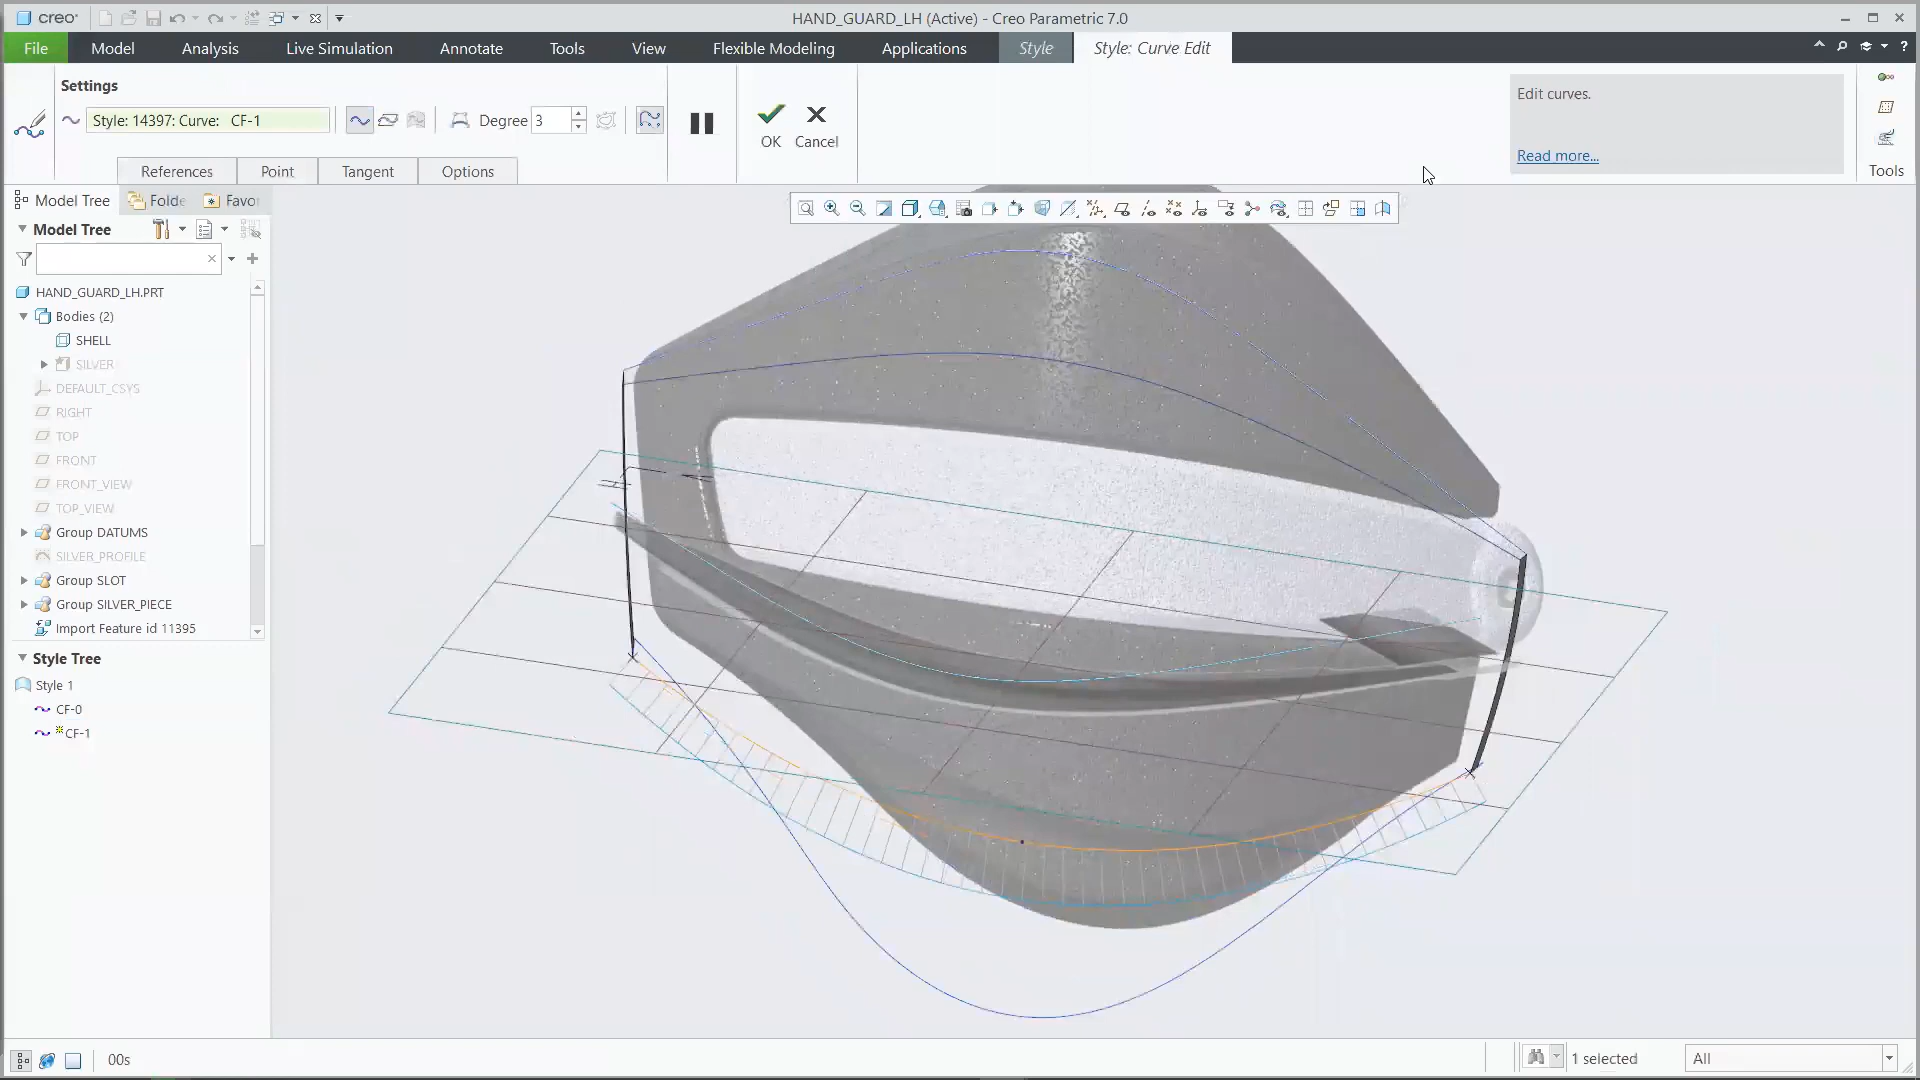 creo
HAND_GUARD_LH (Active) - Creo Parametric 7.0
File Model Analysis Live Simulation Annotate Tools View Flexible Modeling Applications Style Style: Curve Edit
Settings
Style: 14397: Curve: CF-1
Degree 3
OK Cancel
References Point Tangent Options
Edit curves.
Read more...
Tools
Model Tree Folde Favor
Model Tree
HAND_GUARD_LH.PRT
Bodies (2)
SHELL
SILVER
DEFAULT_CSYS
RIGHT
TOP
FRONT
FRONT_VIEW
TOP_VIEW
Group DATUMS
SILVER_PROFILE
Group SLOT
Group SILVER_PIECE
Import Feature id 11395
Style Tree
Style 1
CF-0
CF-1
00s
1 selected
All